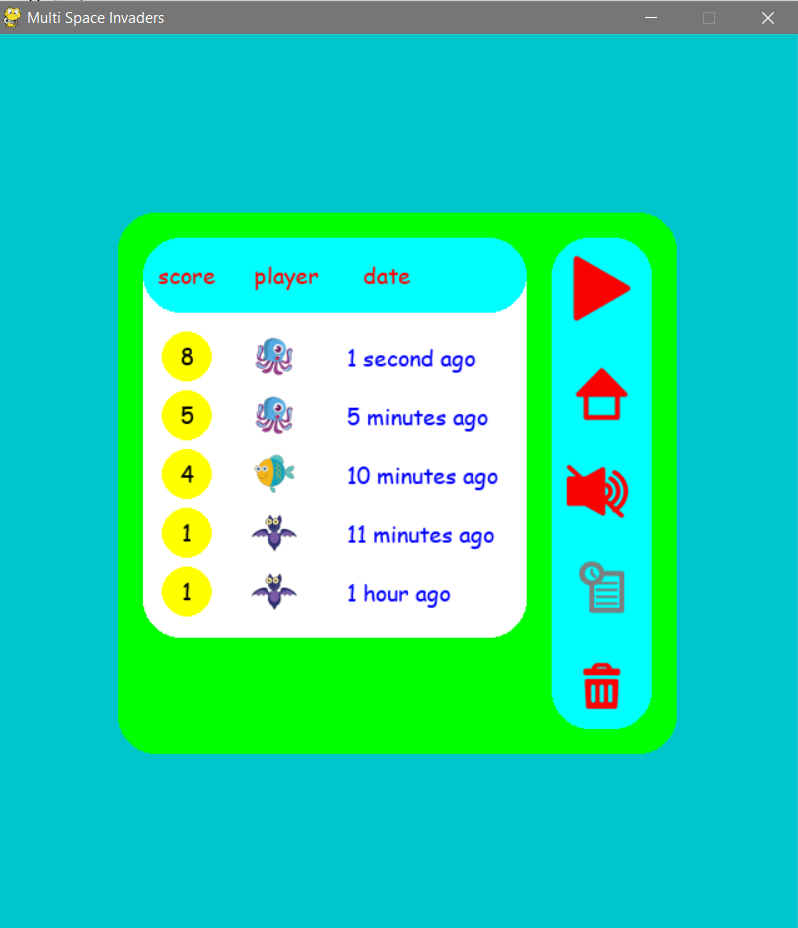 Multi Space Invaders
score player date
8 1 second ago
5 5 minutes ago
4 10 minutes ago
1 11 minutes ago
1 1 hour ago